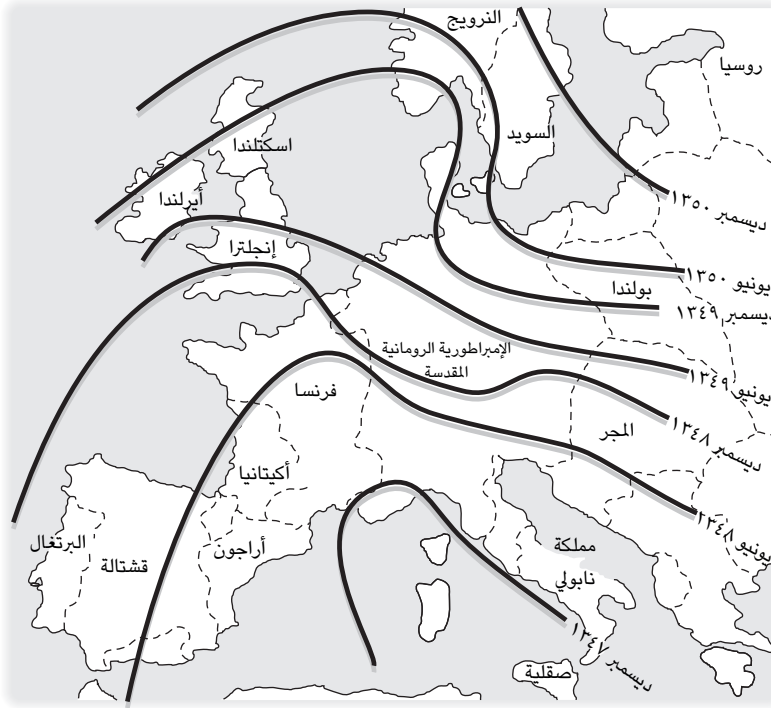 النرويج
روسيا
السويد
اسكتلندا
أيرلندا
إنجلترا
ديسمبر ١٣٥٠
يونيو ١٣٥٠
بولندا
ديسمبر ١٣٤٩
الإمبراطورية الرومانية
المقدسة
يونيو ١٣٤٩
فرنسا
المجر
ديسمبر ١٣٤٨
أكيتانيا
يونيو ١٣٤٨
البرتغال
قشتالة
أراجون
مملكة
نابولي
ديسمبر ١٣٤٧
صقلية